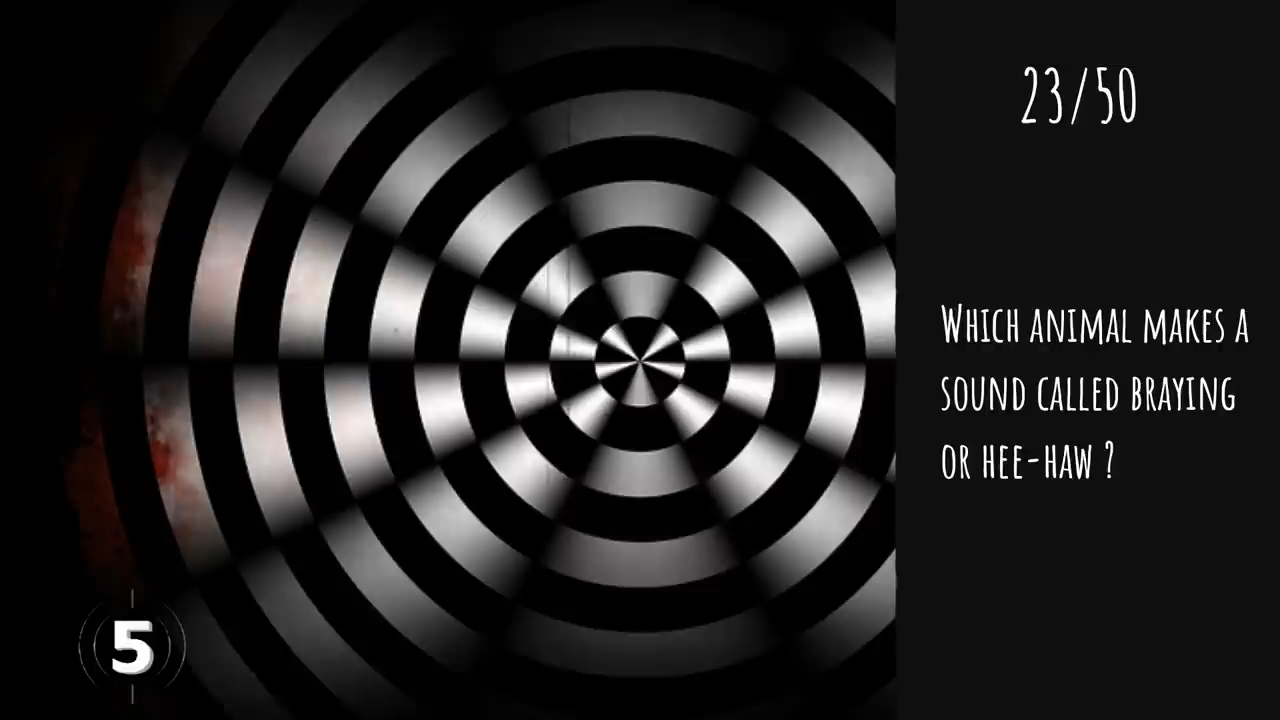 23/50
WHICH ANIMAL MAKES A
SOUND CALLED BRAYING
OR HEE-HAW ?
5